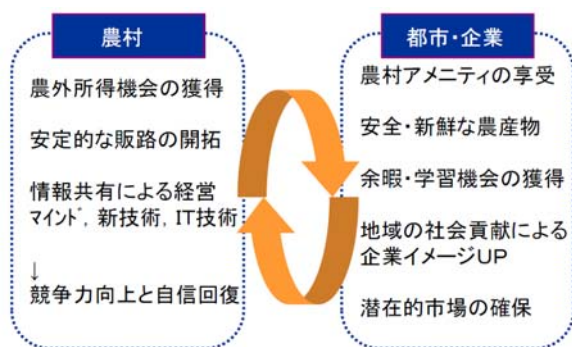 農村
農外所得機会の獲得
安定的な販路の開拓
情報共有による経営
マインド, 新技術, IT技術
↓
競争力向上と自信回復
都市・企業
農村アメニティの享受
安全・新鮮な農産物
余暇・学習機会の獲得
地域の社会貢献による
企業イメージUP
潜在的市場の確保